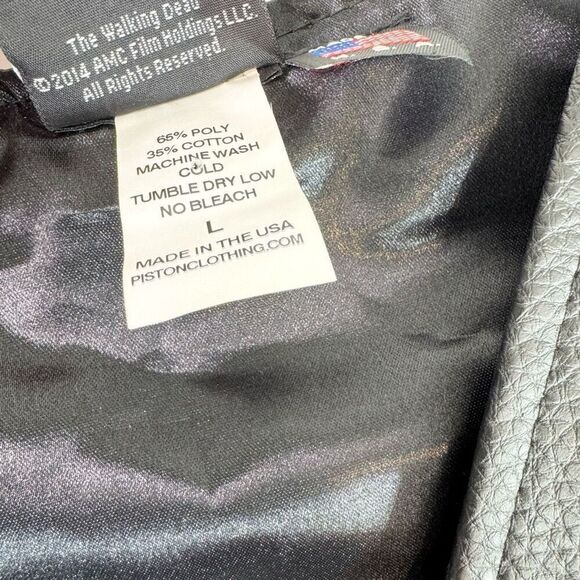 The Walking Dead
©2014 AMC Film Holdings LLC.
All Rights Reserved.
65% POLY
35% COTTON
MACHINE WASH
COLD
TUMBLE DRY LOW
NO BLEACH
L
MADE IN THE USA
PISTONCLOTHING.COM